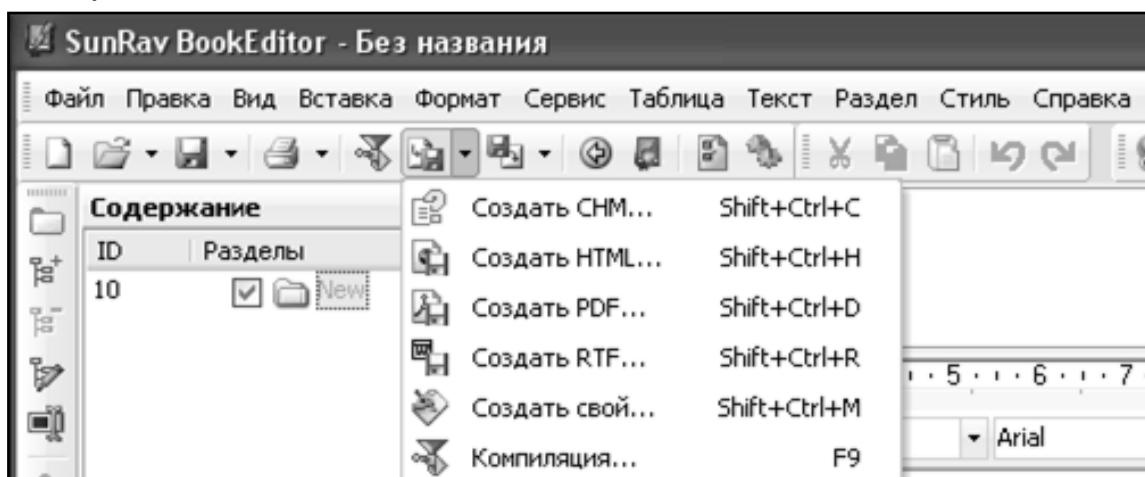 SunRav BookEditor - Без названия
Файл Правка Вид Вставка Формат Сервис Таблица Текст Раздел Стиль Справка
Содержание
ID Разделы
10 New
Создать CHM... Shift+Ctrl+C
Создать HTML... Shift+Ctrl+H
Создать PDF... Shift+Ctrl+D
Создать RTF... Shift+Ctrl+R
Создать свой... Shift+Ctrl+M
Компиляция... F9
5 6 7
Arial